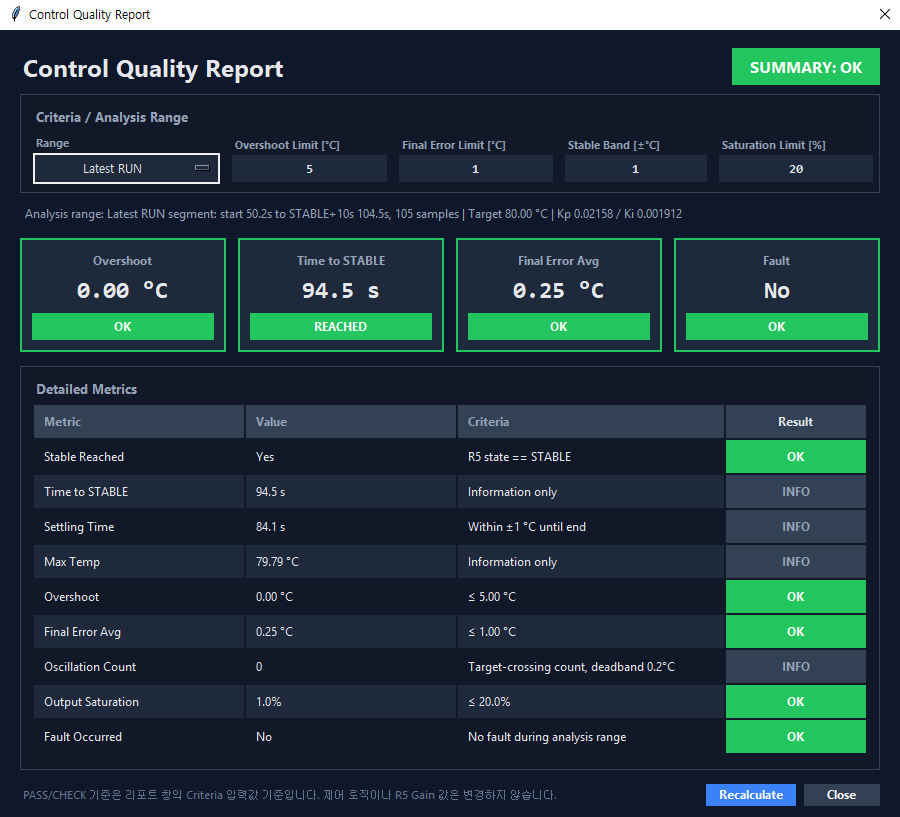 Control Quality Report
Control Quality Report
SUMMARY: OK
Criteria / Analysis Range
Range Overshoot Limit [°C] Final Error Limit [°C] Stable Band [±°C] Saturation Limit [%]
Latest RUN 5 1 1 20
Analysis range: Latest RUN segment: start 50.2s to STABLE+10s 104.5s, 105 samples | Target 80.00 °C | Kp 0.02158 / Ki 0.001912
Overshoot Time to STABLE Final Error Avg Fault
0.00 °C 94.5 s 0.25 °C No
OK REACHED OK OK
Detailed Metrics
Metric Value Criteria Result
Stable Reached Yes R5 state == STABLE OK
Time to STABLE 94.5 s Information only INFO
Settling Time 84.1 s Within ±1 °C until end INFO
Max Temp 79.79 °C Information only INFO
Overshoot 0.00 °C ≤ 5.00 °C OK
Final Error Avg 0.25 °C ≤ 1.00 °C OK
Oscillation Count 0 Target-crossing count, deadband 0.2°C INFO
Output Saturation 1.0% ≤ 20.0% OK
Fault Occurred No No fault during analysis range OK
PASS/CHECK 기준은 리포트 창의 Criteria 입력값 기준입니다. 제어 로직이나 R5 Gain 값은 변경하지 않습니다.
Recalculate Close